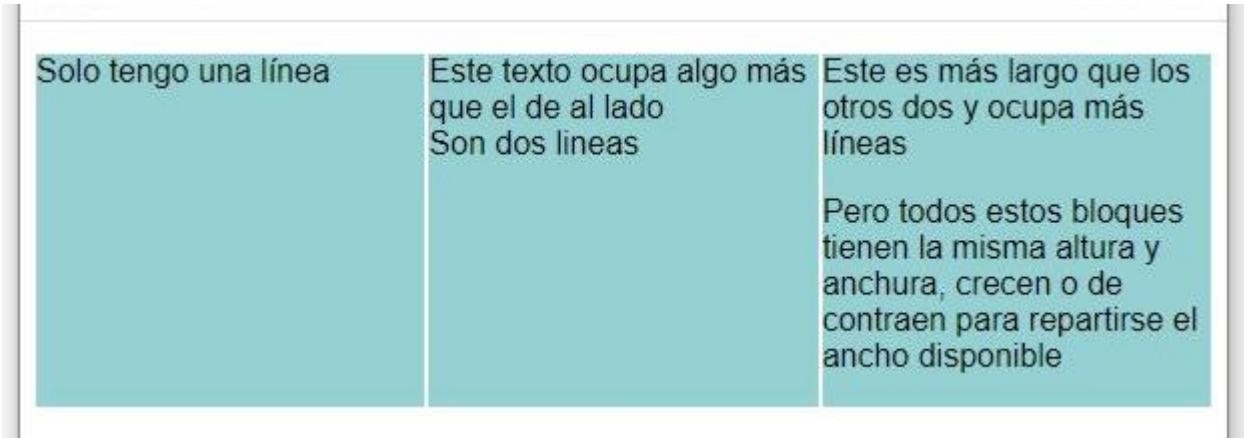 Solo tengo una línea
Este texto ocupa algo más
que el de al lado
Son dos lineas
Este es más largo que los
otros dos y ocupa más
líneas
Pero todos estos bloques
tienen la misma altura y
anchura, crecen o de
contraen para repartirse el
ancho disponible